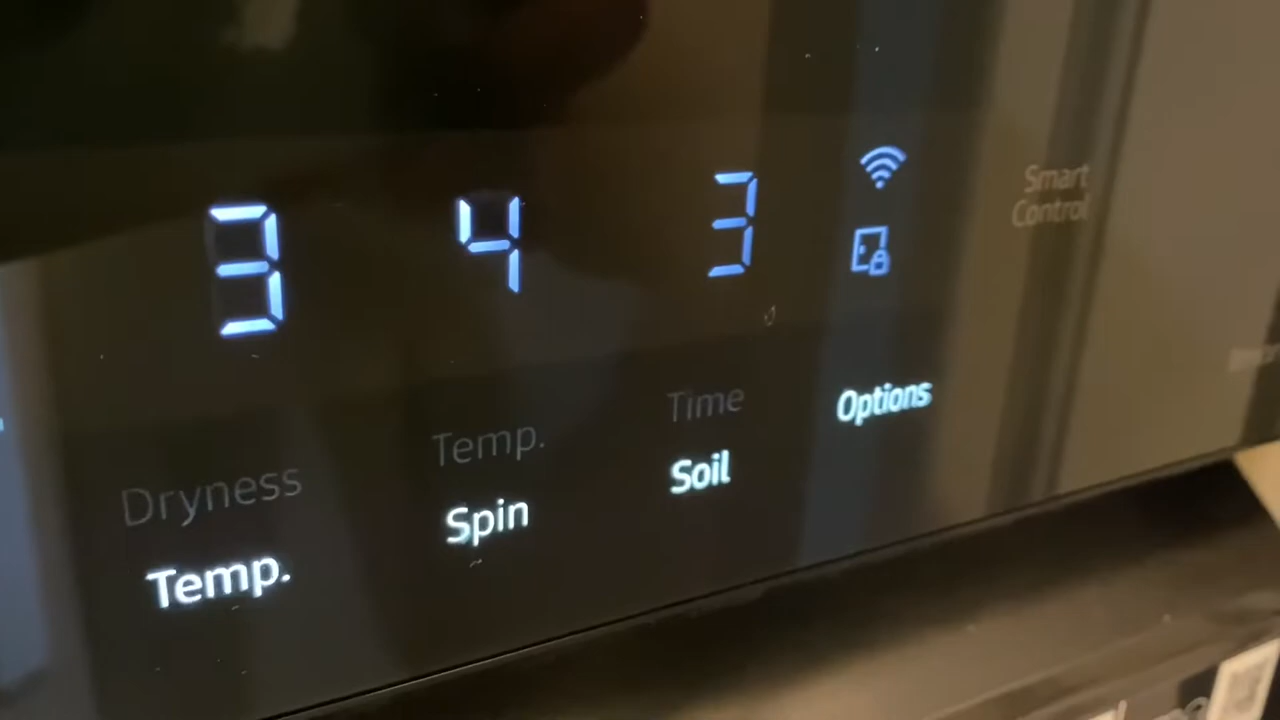 3 4 3
Smart
Control
Dryness Temp. Time Options
Temp. Spin Soil